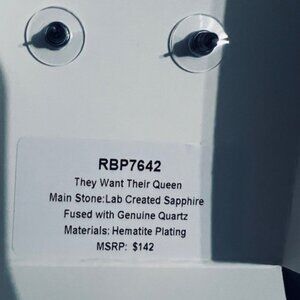 RBP7642
They Want Their Queen
Main Stone:Lab Created Sapphire
Fused with Genuine Quartz
Materials: Hematite Plating
MSRP: $142